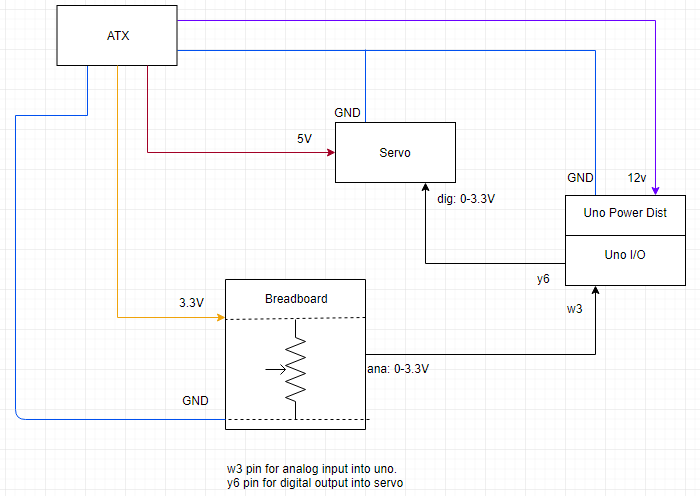 ATX
GND
5V
Servo
GND
12v
dig: 0-3.3V
Uno Power Dist
Uno I/O
y6
w3
3.3V
Breadboard
ana: 0-3.3V
GND
w3 pin for analog input into uno.
y6 pin for digital output into servo